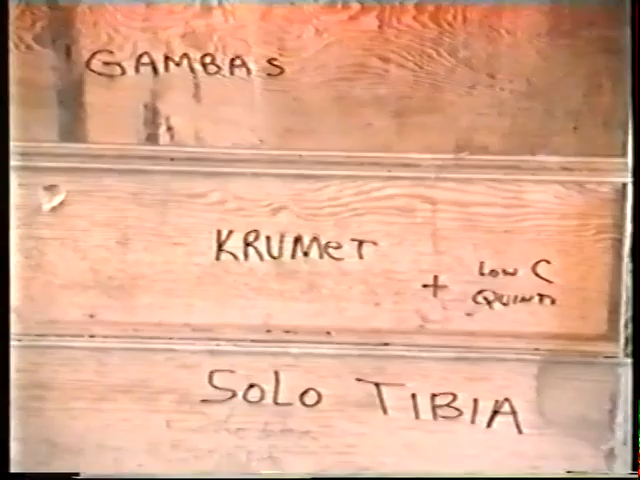 GAMBAS
KRUMeT
+ Low C
QUINT
SOLO TIBIA